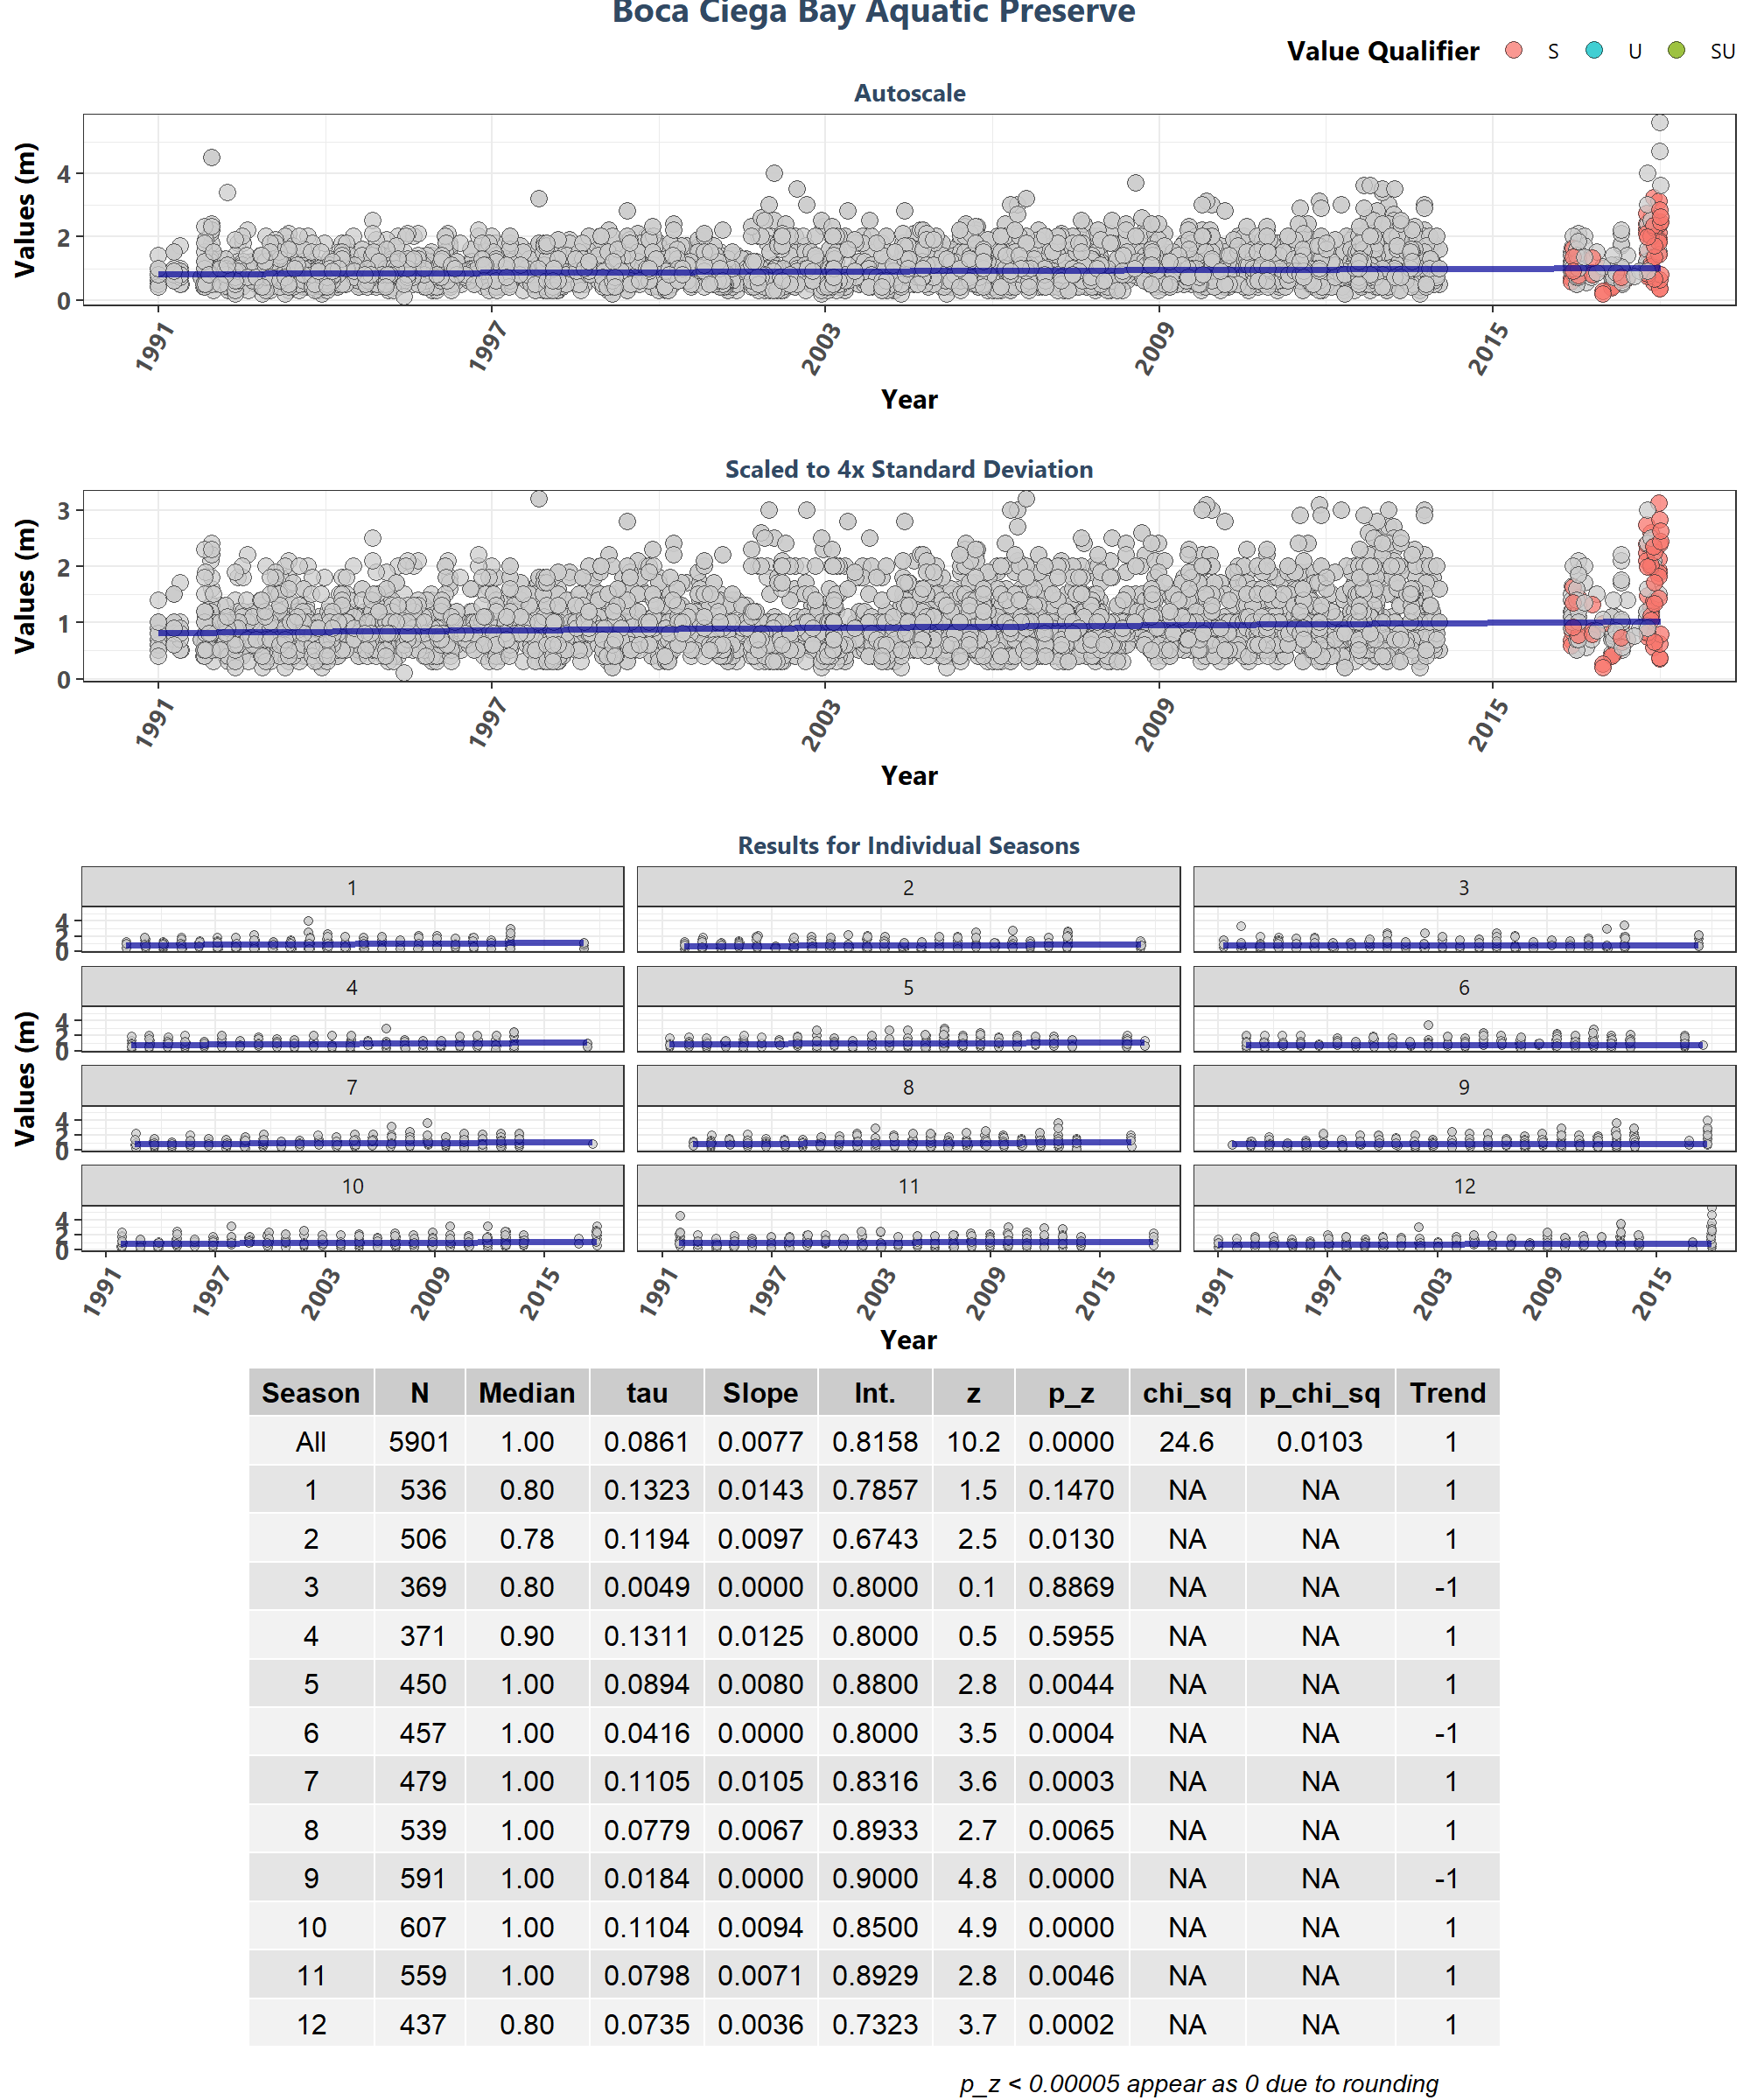 Boca Ciega Bay Aquatic Preserve
Value Qualifier S U SU
Autoscale
Values (m)
4
2
0
1991 1997 2003 2009 2015
Year
Scaled to 4x Standard Deviation
Values (m)
3
2
1
0
1991 1997 2003 2009 2015
Year
Results for Individual Seasons
Values (m)
1 2 3
4
2
0
4 5 6
4
2
0
7 8 9
4
2
0
10 11 12
4
2
0
1991 1997 2003 2009 2015 1991 1997 2003 2009 2015 1991 1997 2003 2009 2015
Year
Season N Median tau Slope Int. z p_z chi_sq p_chi_sq Trend
All 5901 1.00 0.0861 0.0077 0.8158 10.2 0.0000 24.6 0.0103 1
1 536 0.80 0.1323 0.0143 0.7857 1.5 0.1470 NA NA 1
2 506 0.78 0.1194 0.0097 0.6743 2.5 0.0130 NA NA 1
3 369 0.80 0.0049 0.0000 0.8000 0.1 0.8869 NA NA -1
4 371 0.90 0.1311 0.0125 0.8000 0.5 0.5955 NA NA 1
5 450 1.00 0.0894 0.0080 0.8800 2.8 0.0044 NA NA 1
6 457 1.00 0.0416 0.0000 0.8000 3.5 0.0004 NA NA -1
7 479 1.00 0.1105 0.0105 0.8316 3.6 0.0003 NA NA 1
8 539 1.00 0.0779 0.0067 0.8933 2.7 0.0065 NA NA 1
9 591 1.00 0.0184 0.0000 0.9000 4.8 0.0000 NA NA -1
10 607 1.00 0.1104 0.0094 0.8500 4.9 0.0000 NA NA 1
11 559 1.00 0.0798 0.0071 0.8929 2.8 0.0046 NA NA 1
12 437 0.80 0.0735 0.0036 0.7323 3.7 0.0002 NA NA 1
p_z < 0.00005 appear as 0 due to rounding